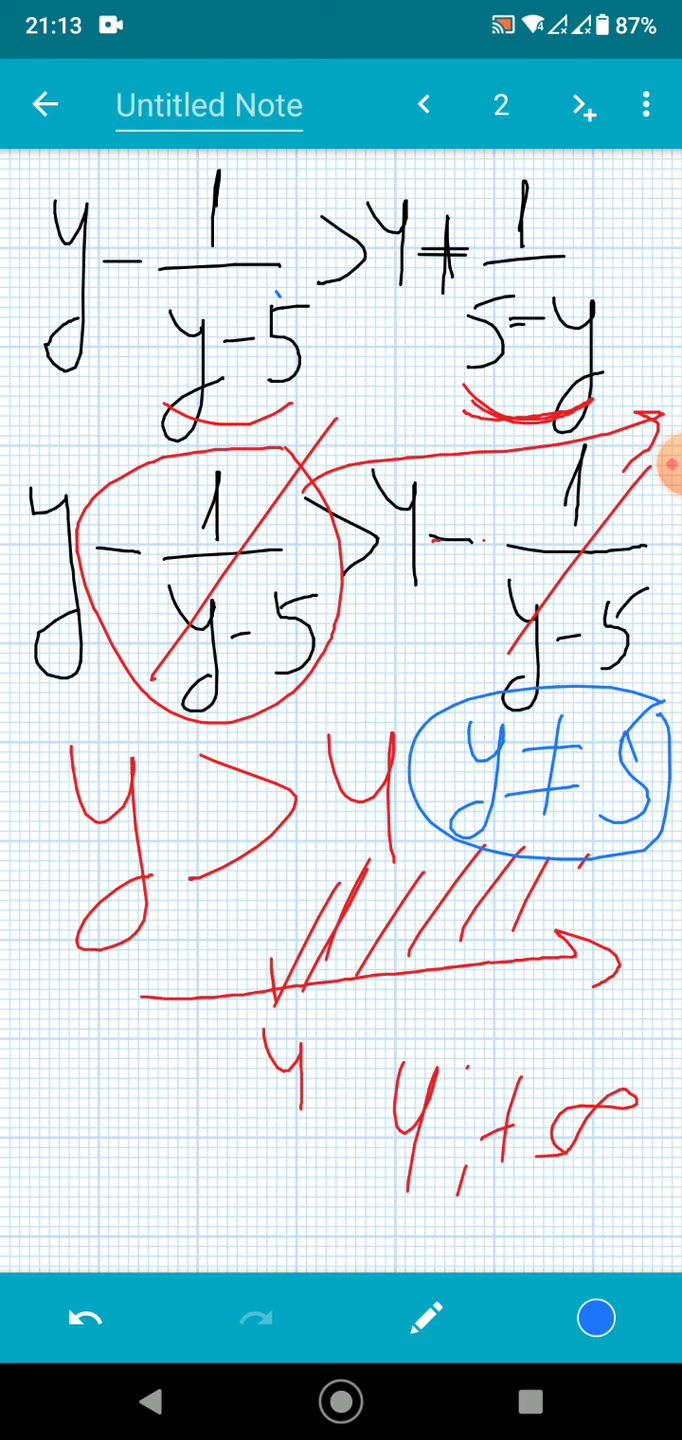 21:13 87%
Untitled Note 2
y - 1/(y - 5) > 4 + 1/(5 - y)
y - 1/(y - 5) > 4 - 1/(y - 5)
y ≠ 5
y > 4
4
4 ; + ∞